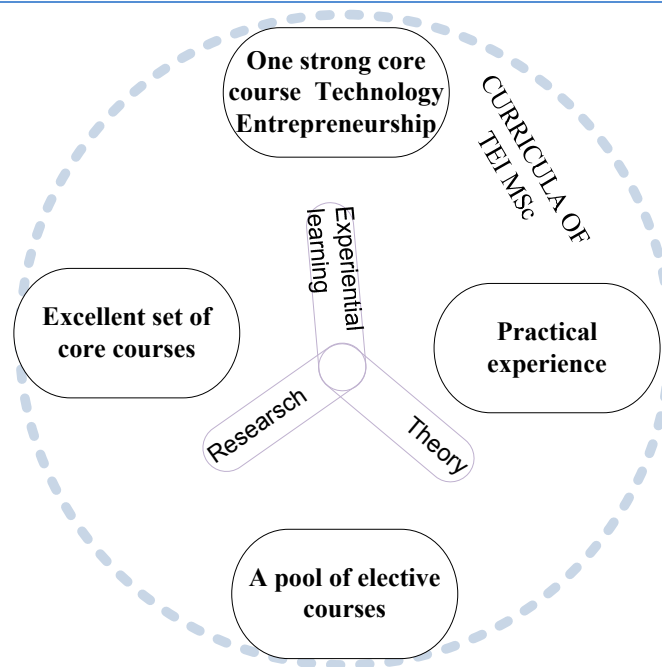 One strong core
course Technology
Entrepreneurship
CURRICULA OF
TEI MSc
Experiential
learning
Excellent set of
core courses
Practical
experience
Researsch
Theory
A pool of elective
courses